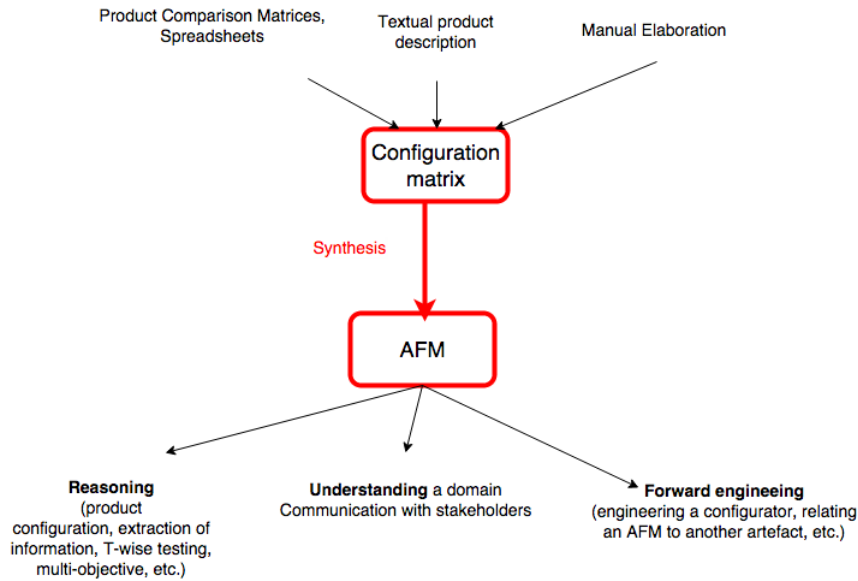 Product Comparison Matrices,
Spreadsheets
Textual product
description
Manual Elaboration
Configuration
matrix
Synthesis
AFM
Reasoning
(product
configuration, extraction of
information, T-wise testing,
multi-objective, etc.)
Understanding a domain
Communication with stakeholders
Forward engineeing
(engineering a configurator, relating
an AFM to another artefact, etc.)